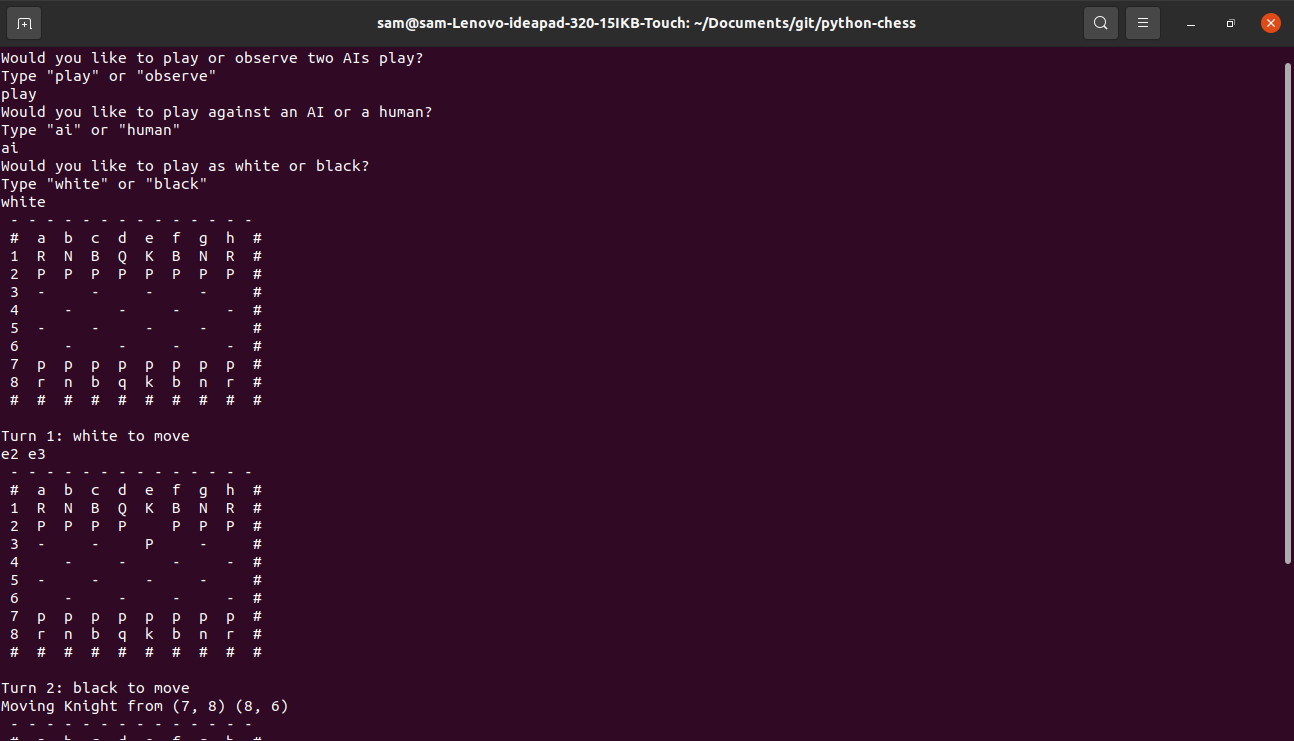 sam@sam-Lenovo-ideapad-320-15IKB-Touch: ~/Documents/git/python-chess
Would you like to play or observe two AIs play?
Type "play" or "observe"
play
Would you like to play against an AI or a human?
Type "ai" or "human"
ai
Would you like to play as white or black?
Type "white" or "black"
white
 - - - - - - - - - - - - - -
 #  a  b  c  d  e  f  g  h  #
 1  R  N  B  Q  K  B  N  R  #
 2  P  P  P  P  P  P  P  P  #
 3  -     -     -     -     #
 4     -     -     -     -  #
 5  -     -     -     -     #
 6     -     -     -     -  #
 7  p  p  p  p  p  p  p  p  #
 8  r  n  b  q  k  b  n  r  #
 #  #  #  #  #  #  #  #  #  #
Turn 1: white to move
e2 e3
 - - - - - - - - - - - - - -
 #  a  b  c  d  e  f  g  h  #
 1  R  N  B  Q  K  B  N  R  #
 2  P  P  P  P     P  P  P  #
 3  -     -     P     -     #
 4     -     -     -     -  #
 5  -     -     -     -     #
 6     -     -     -     -  #
 7  p  p  p  p  p  p  p  p  #
 8  r  n  b  q  k  b  n  r  #
 #  #  #  #  #  #  #  #  #  #
Turn 2: black to move
Moving Knight from (7, 8) (8, 6)
 - - - - - - - - - - - - - -